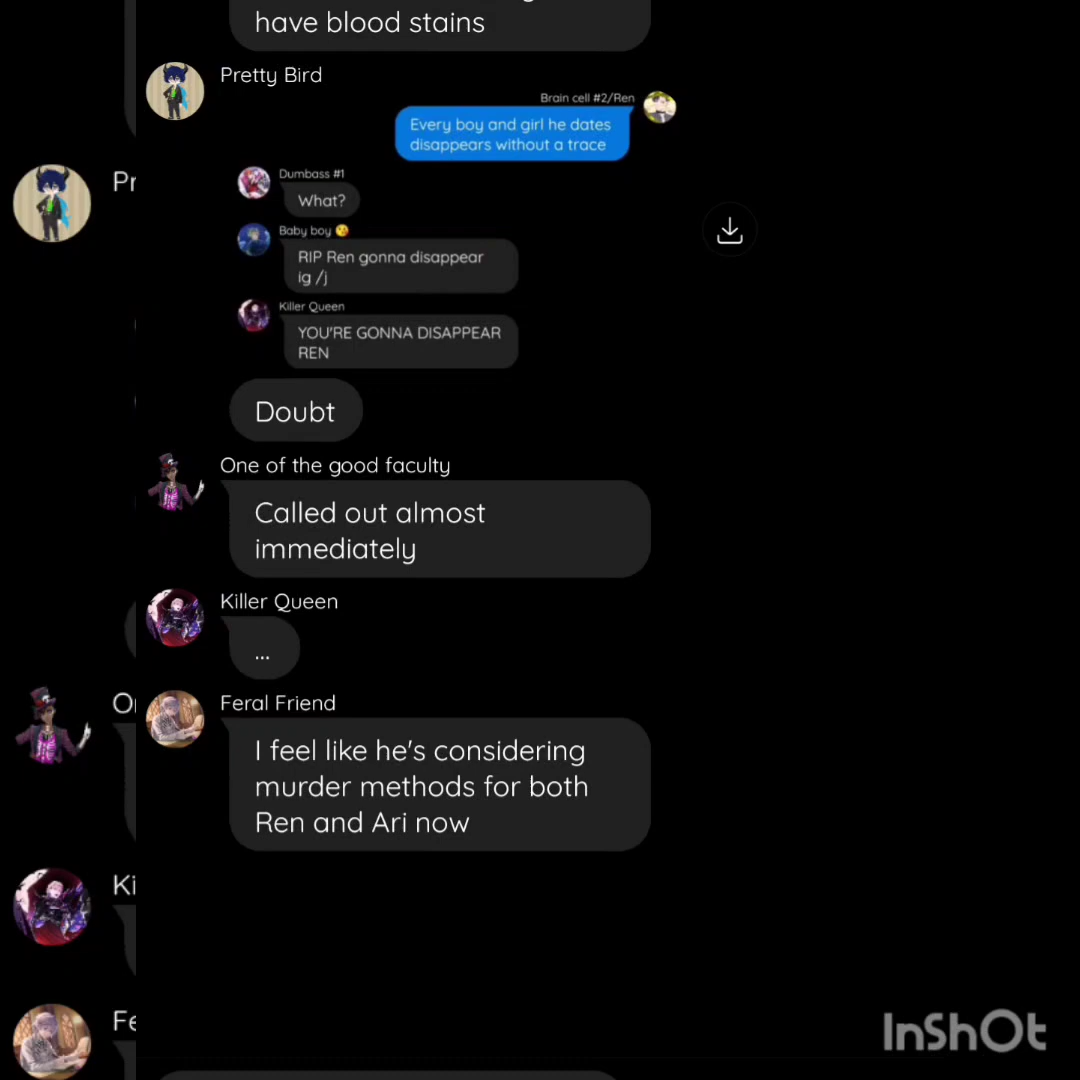 have blood stains
Pretty Bird
Brain cell #2/Ren
Every boy and girl he dates
disappears without a trace
Dumbass #1
What?
Baby boy 😘
RIP Ren gonna disappear
ig /j
Killer Queen
YOU'RE GONNA DISAPPEAR
REN
Doubt
One of the good faculty
Called out almost
immediately
Killer Queen
...
Feral Friend
I feel like he's considering
murder methods for both
Ren and Ari now
Pr
Ki
Fe
InShOt